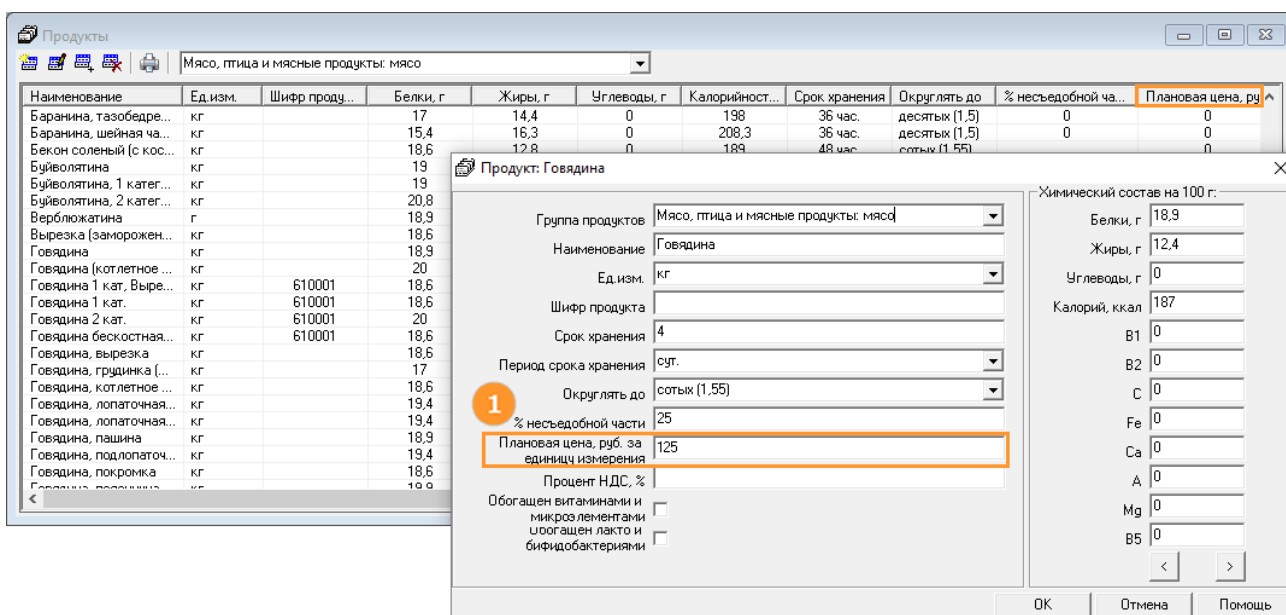 Продукты
Мясо, птица и мясные продукты: мясо
Наименование Ед.изм. Шифр проду... Белки, г Жиры, г Углеводы, г Калорийност... Срок хранения Округлять до % несъедобной ча... Плановая цена, ру
Баранина, тазобедре... кг 17 14,4 0 198 36 час. десятых (1,5) 0 0
Баранина, шейная ча... кг 15,4 16,3 0 208,3 36 час. десятых (1,5) 0 0
Бекон соленый (с кос... кг 18,6 12,8 0 189 48 час. сотых (1,55) 0
Буйволятина кг 19
Буйволятина, 1 катег... кг 19
Буйволятина, 2 катег... кг 20,8
Верблюжатина г 18,9
Вырезка (заморожен... кг 18,6
Говядина кг 18,9
Говядина (котлетное ... кг 20
Говядина 1 кат, Выре... кг 610001 18,6
Говядина 1 кат. кг 610001 18,6
Говядина 2 кат. кг 610001 20
Говядина бескостная... кг 610001 18,6
Говядина, вырезка кг 18,6
Говядина, грудинка (... кг 17
Говядина, котлетное ... кг 18,6
Говядина, лопаточная... кг 19,4
Говядина, лопаточная... кг 19,4
Говядина, пашина кг 18,9
Говядина, подлопаточ... кг 19,4
Говядина, покромка кг 18,6
Продукт: Говядина
Группа продуктов Мясо, птица и мясные продукты: мясо
Наименование Говядина
Ед.изм. кг
Шифр продукта
Срок хранения 4
Период срока хранения сут.
Округлять до сотых (1,55)
1
% несъедобной части 25
Плановая цена, руб. за
единицу измерения 125
Процент НДС, %
Обогащен витаминами и
микроэлементами
Обогащен лакто и
бифидобактериями
Химический состав на 100 г:
Белки, г 18,9
Жиры, г 12,4
Углеводы, г 0
Калорий, ккал 187
B1 0
B2 0
C 0
Fe 0
Ca 0
A 0
Mg 0
B5 0
< >
OK Отмена Помощь